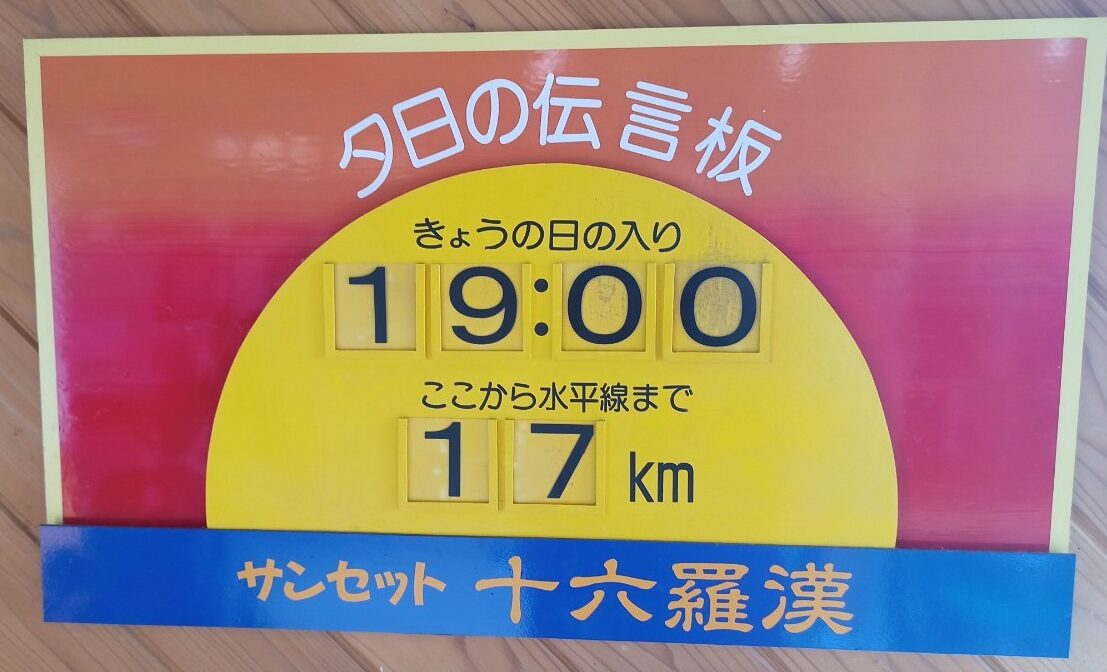 夕日の伝言板
きょうの日の入り
19:00
ここから水平線まで
17 km
サンセット 十六羅漢